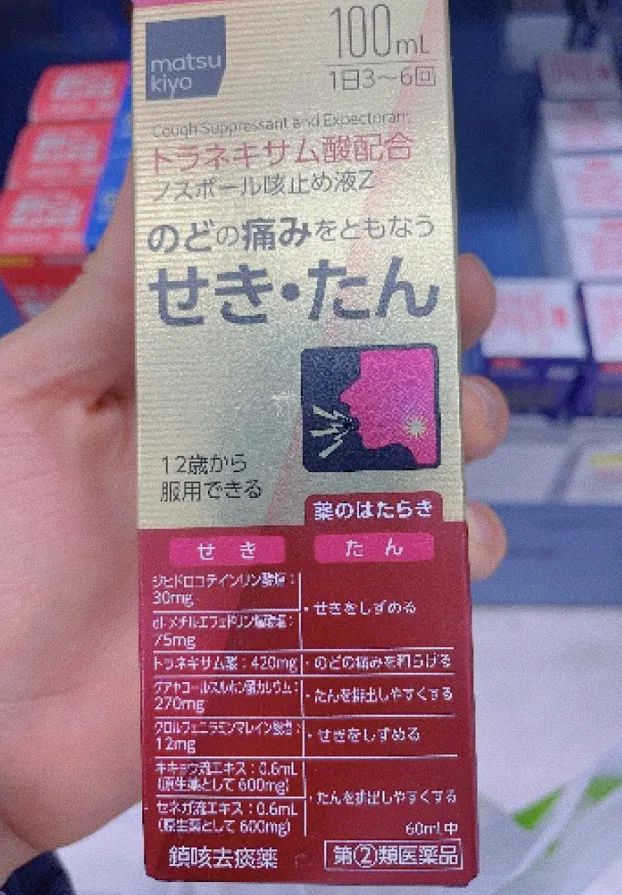 matsu
kiyo
100mL
1日3〜6回
Cough Suppressant and Expectorant
トラネキサム酸配合
ノスポール咳止め液Z
のどの痛みをともなう
せき・たん
12歳から
服用できる
薬のはたらき
せき
たん
ジヒドロコデインリン酸塩：
30mg
・せきをしずめる
dl-メチルエフェドリン塩酸塩：
75mg
トラネキサム酸：420mg
・のどの痛みを和らげる
グアヤコールスルホン酸カリウム：
270mg
・たんを排出しやすくする
クロルフェニラミンマレイン酸塩：
12mg
・せきをしずめる
キキョウ流エキス：0.6mL
（原生薬として600mg）
・たんを排出しやすくする
セネガ流エキス：0.6mL
（原生薬として600mg）
60mL中
鎮咳去痰薬
第②類医薬品